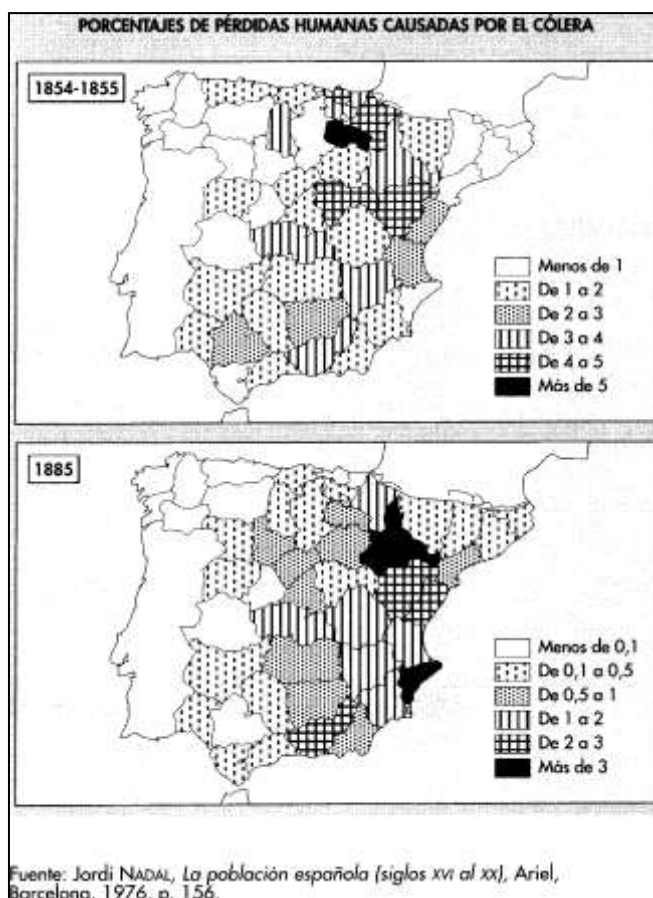 PORCENTAJES DE PÉRDIDAS HUMANAS CAUSADAS POR EL CÓLERA
1854-1855
Menos de 1
De 1 a 2
De 2 a 3
De 3 a 4
De 4 a 5
Más de 5
1885
Menos de 0,1
De 0,1 a 0,5
De 0,5 a 1
De 1 a 2
De 2 a 3
Más de 3
Fuente: Jordi NADAL, La población española (siglos XVI al XX), Ariel,
Barcelona, 1976, p. 156.